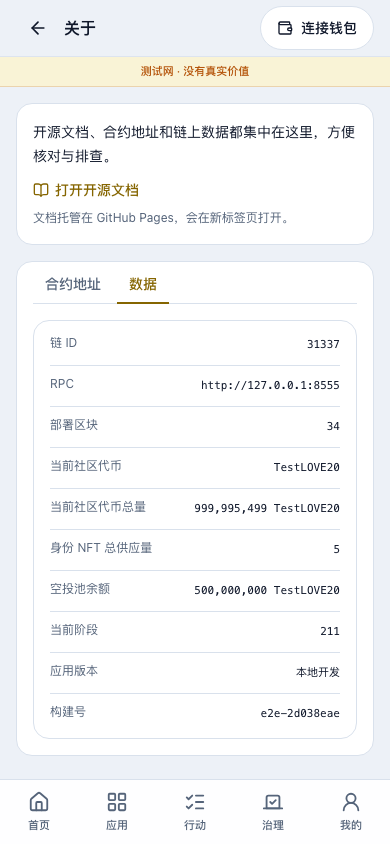 关于
连接钱包
测试网 · 没有真实价值
开源文档、合约地址和链上数据都集中在这里，方便
核对与排查。
打开开源文档
文档托管在 GitHub Pages，会在新标签页打开。
合约地址 数据
链 ID 31337
RPC http://127.0.0.1:8555
部署区块 34
当前社区代币 TestLOVE20
当前社区代币总量 999,995,499 TestLOVE20
身份 NFT 总供应量 5
空投池余额 500,000,000 TestLOVE20
当前阶段 211
应用版本 本地开发
构建号 e2e-2d038eae
首页 应用 行动 治理 我的